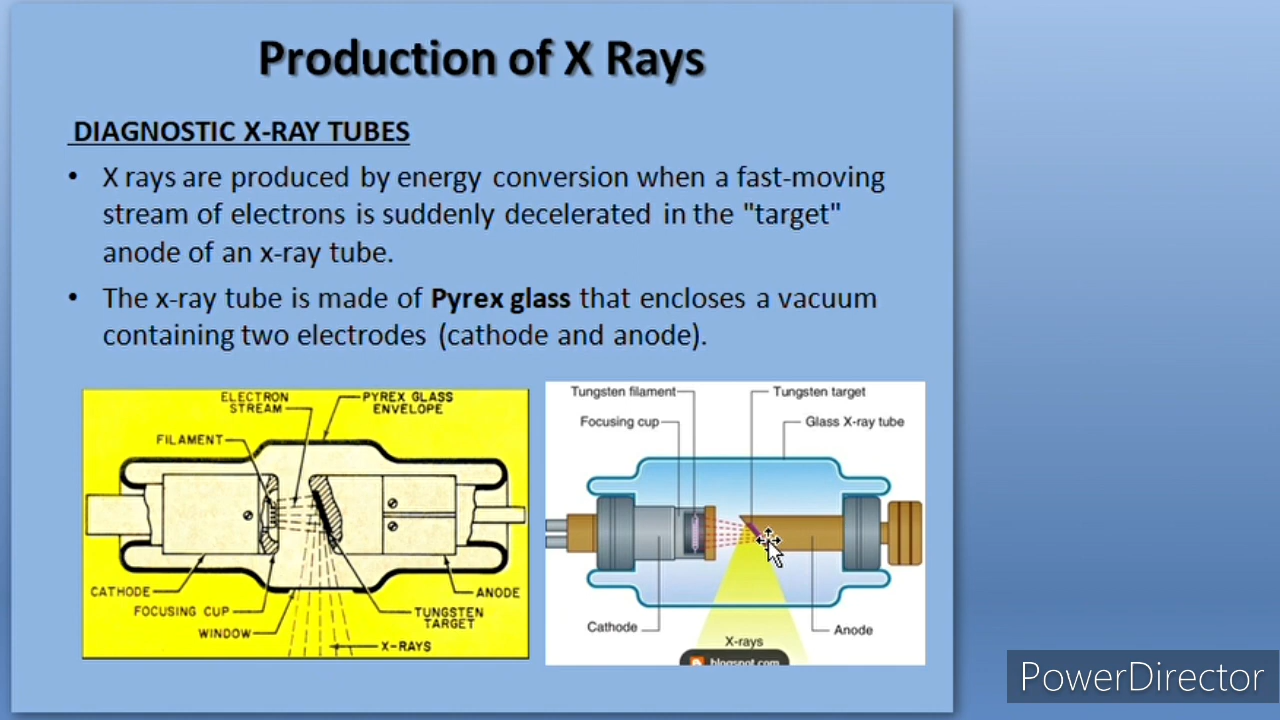 Production of X Rays
DIAGNOSTIC X-RAY TUBES
• X rays are produced by energy conversion when a fast-moving
stream of electrons is suddenly decelerated in the "target"
anode of an x-ray tube.
• The x-ray tube is made of Pyrex glass that encloses a vacuum
containing two electrodes (cathode and anode).
ELECTRON
STREAM
PYREX GLASS
ENVELOPE
FILAMENT
CATHODE
FOCUSING CUP
WINDOW
ANODE
TUNGSTEN
TARGET
X-RAYS
Tungsten filament
Tungsten target
Focusing cup
Glass X-ray tube
Cathode
Anode
X-rays
blogspot.com
PowerDirector